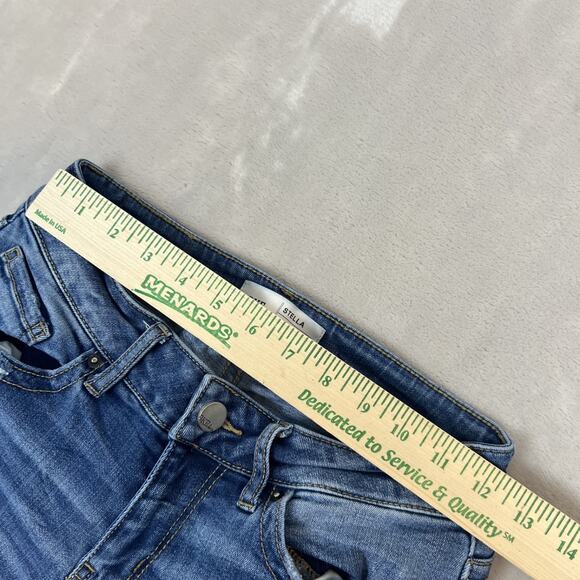 1 2 3 4 5 6 7 8 9 10 11 12 13 14
Made in USA
MENARDS®
Dedicated to
Service & Quality SM
STELLA